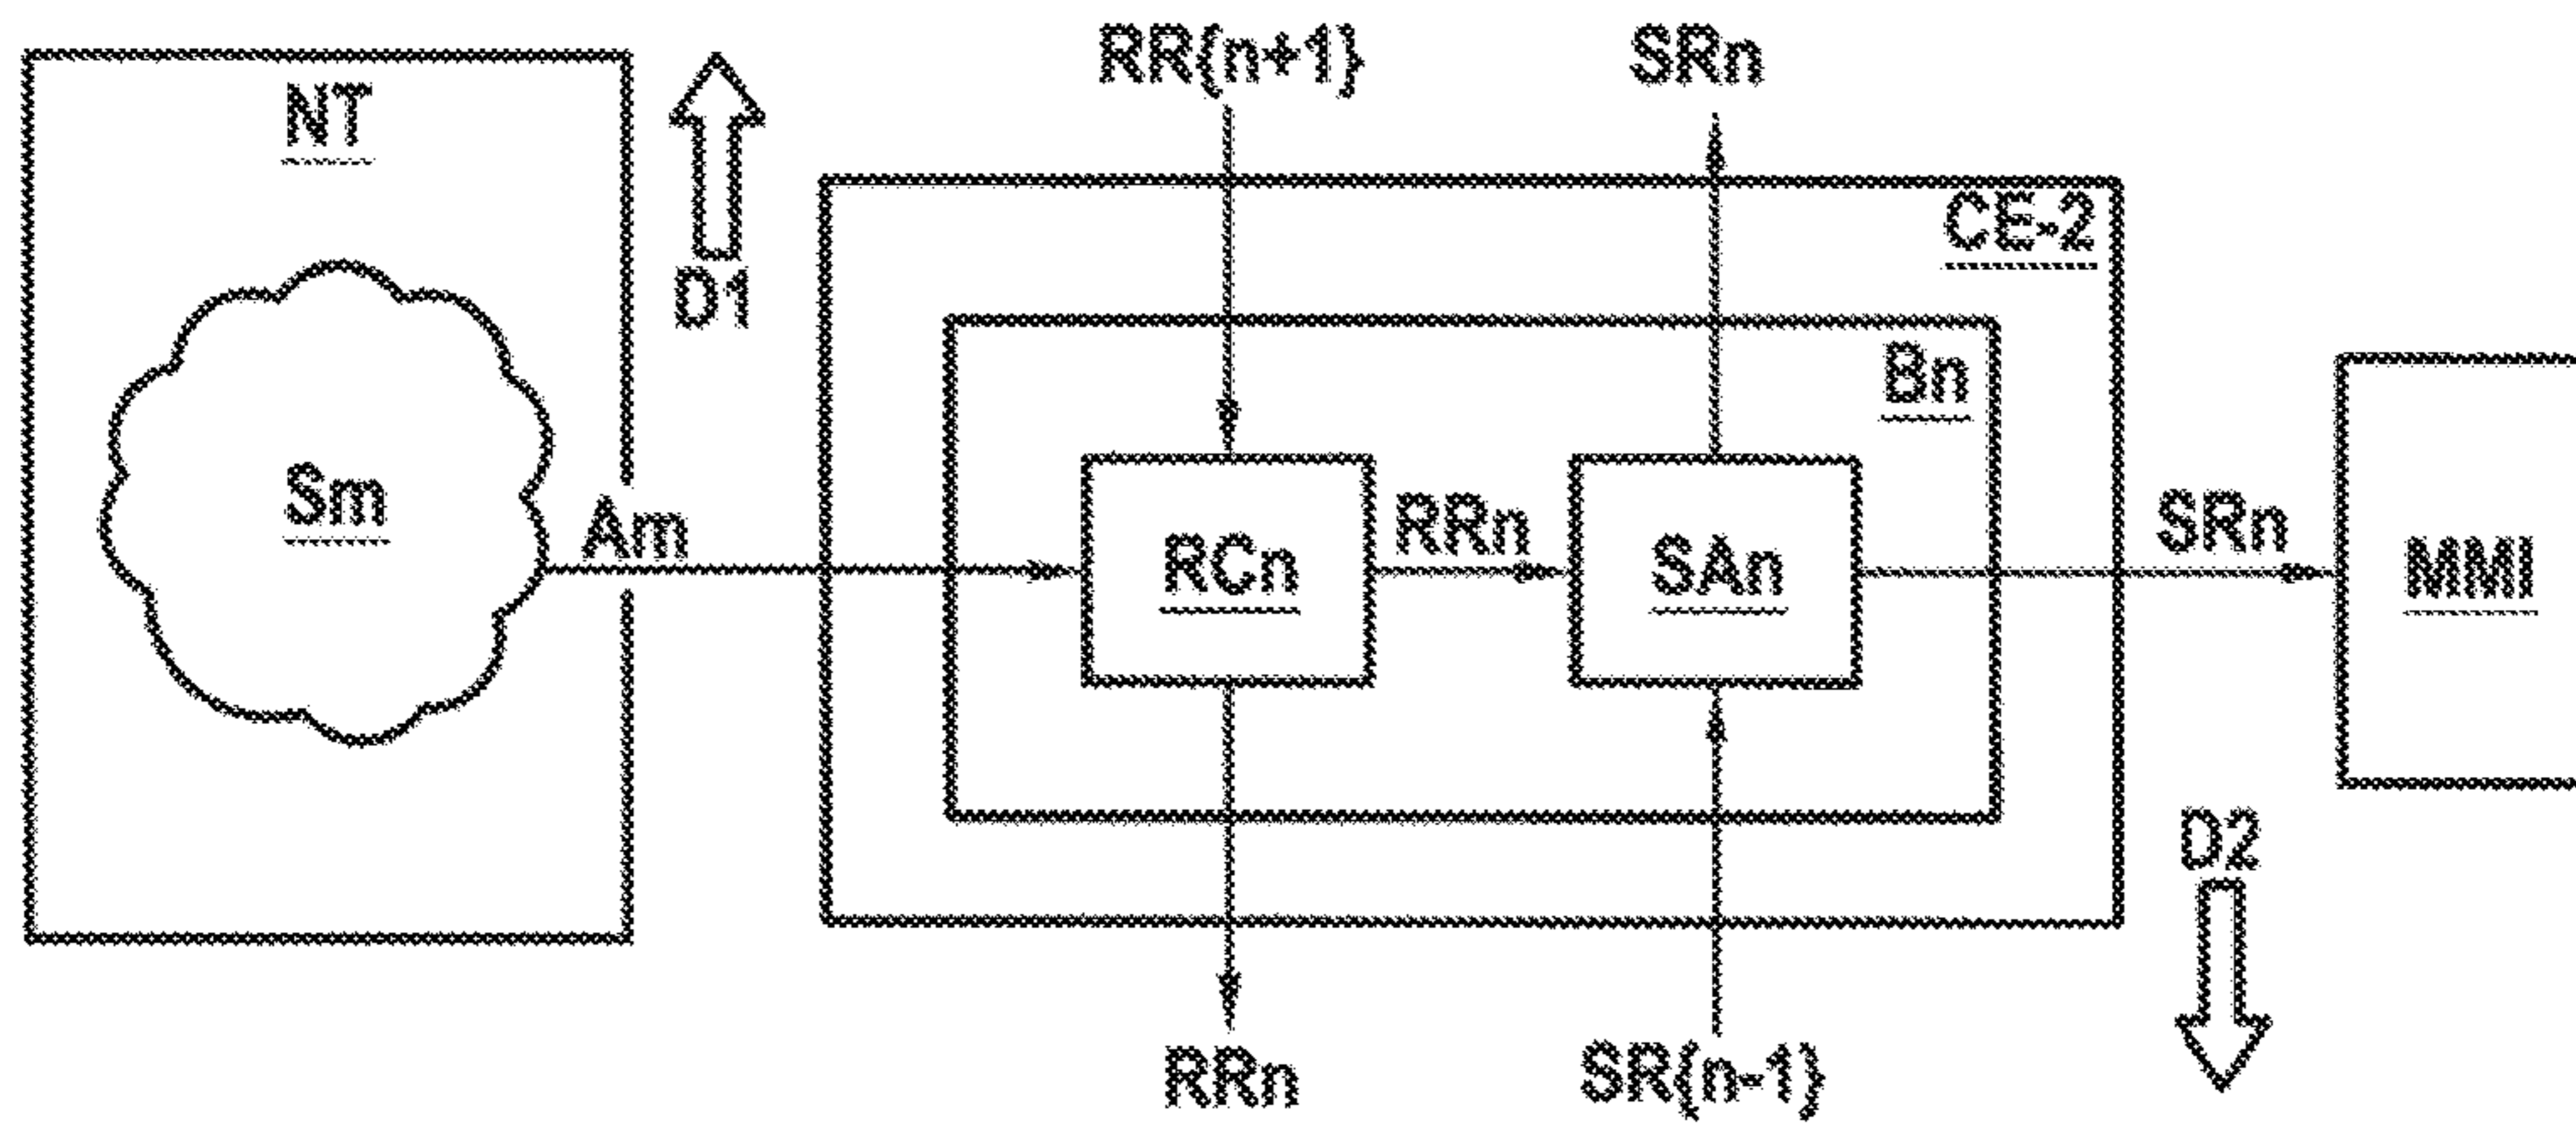 RR(n+1)
SRn
NT
D1
CE-2
Bn
Sm
Am
RCn
RRn
SAn
SRn
MMI
D2
RRn
SR(n-1)